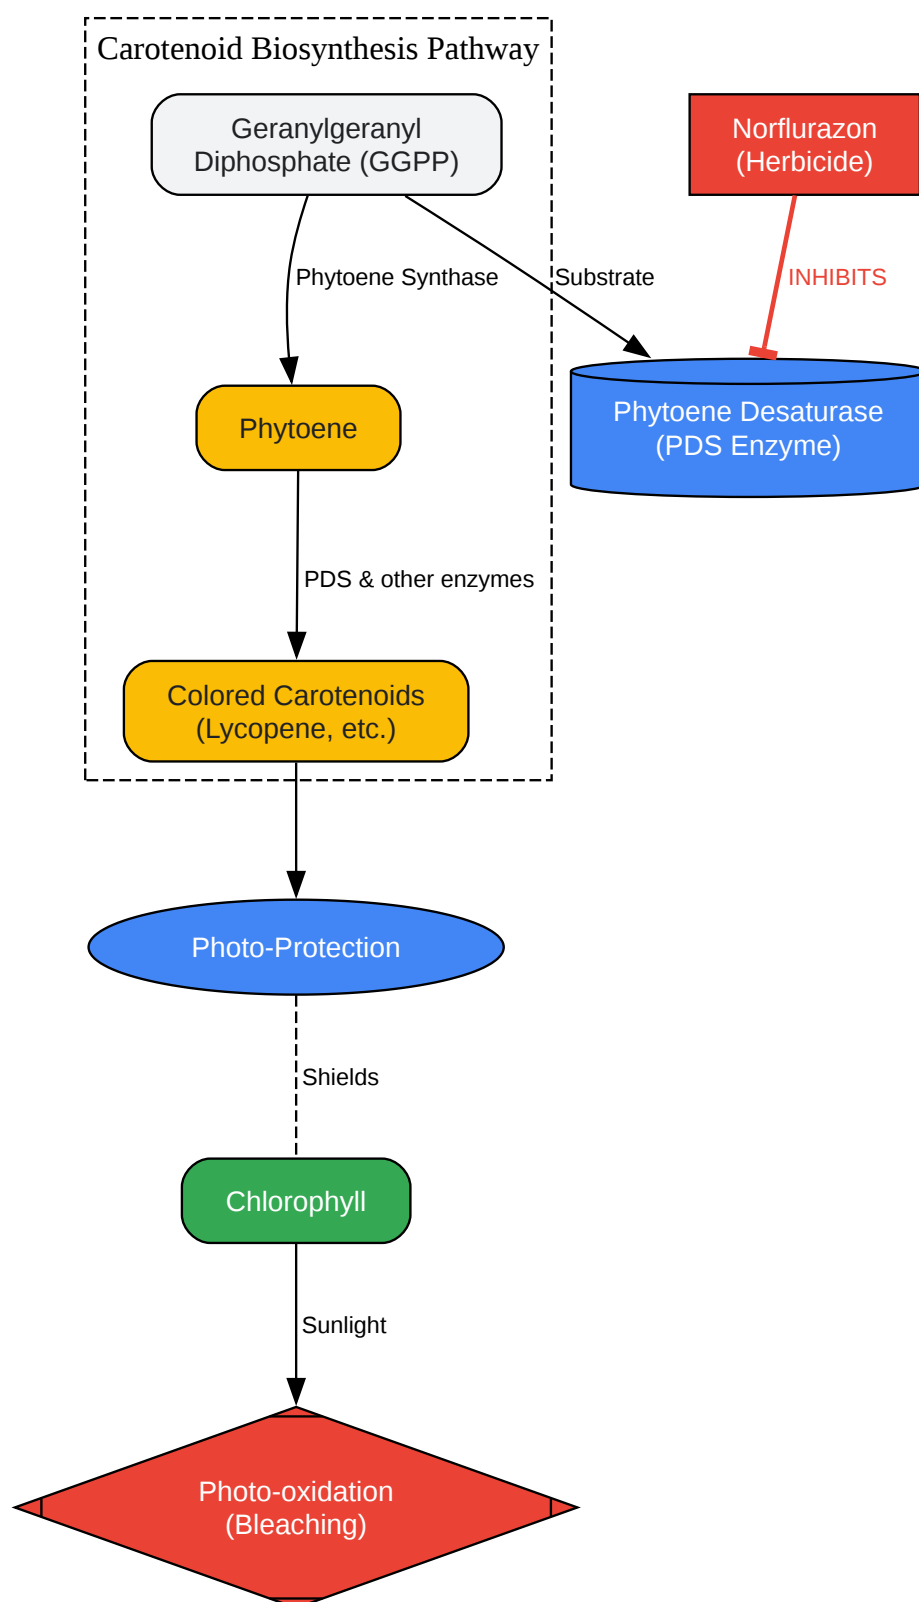 Carotenoid Biosynthesis Pathway
Geranylgeranyl
Diphosphate (GGPP)
Norflurazon
(Herbicide)
Phytoene Synthase
Substrate
INHIBITS
Phytoene
Phytoene Desaturase
(PDS Enzyme)
PDS & other enzymes
Colored Carotenoids
(Lycopene, etc.)
Photo-Protection
Shields
Chlorophyll
Sunlight
Photo-oxidation
(Bleaching)